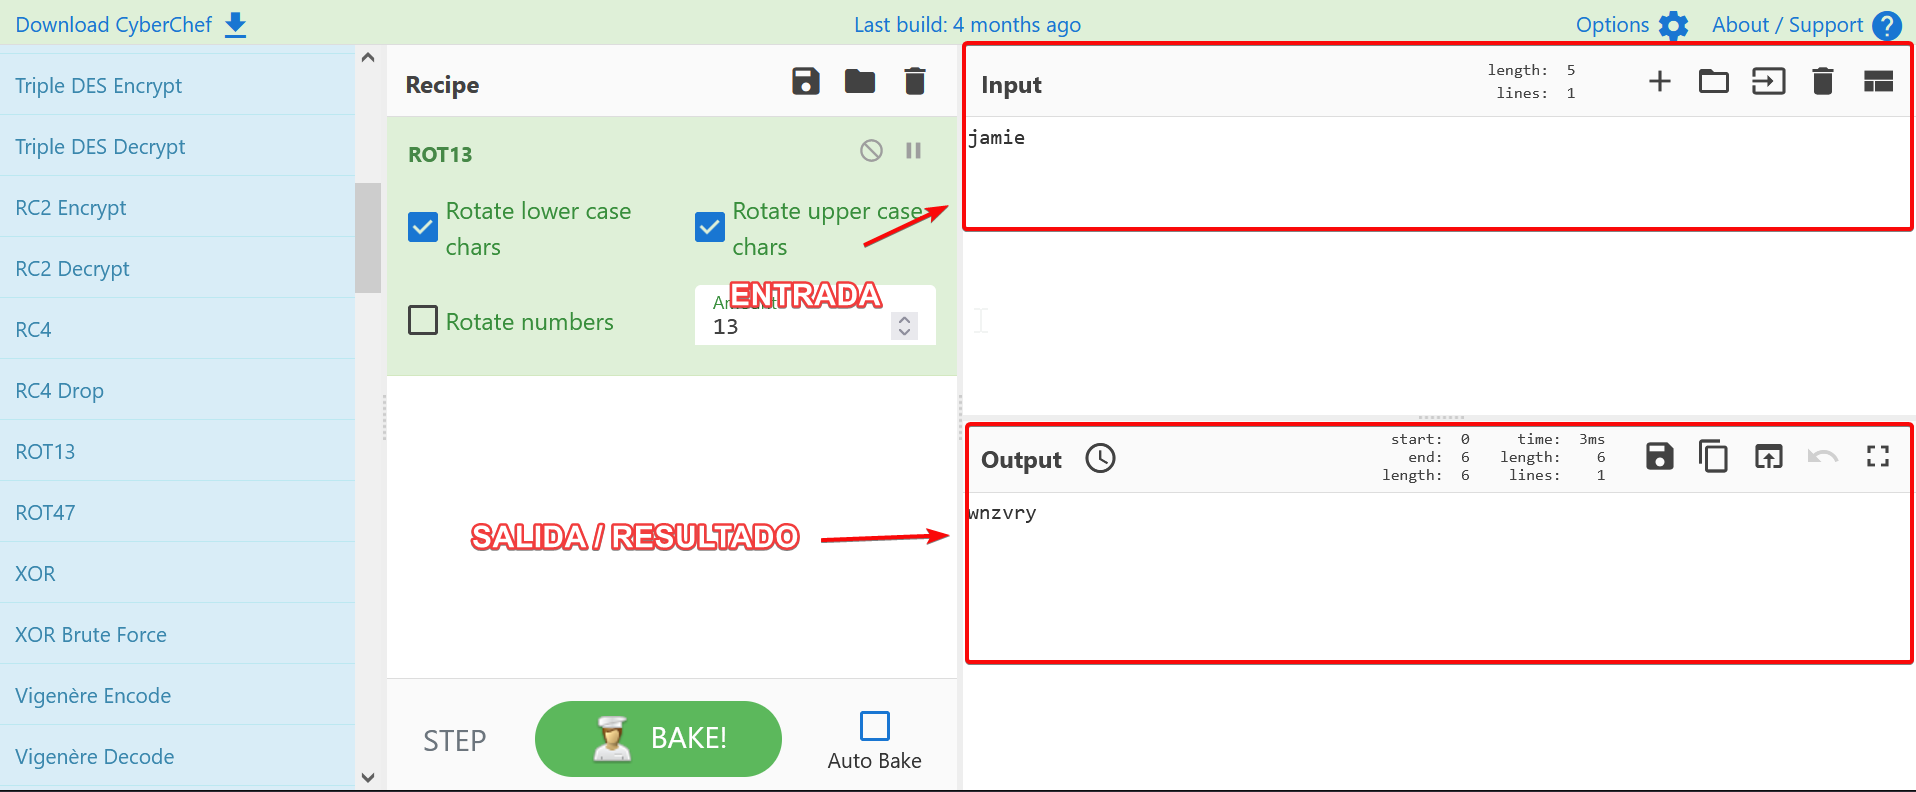 Download CyberChef
Last build: 4 months ago
Options
About / Support
Triple DES Encrypt
Triple DES Decrypt
RC2 Encrypt
RC2 Decrypt
RC4
RC4 Drop
ROT13
ROT47
XOR
XOR Brute Force
Vigenère Encode
Vigenère Decode
Recipe
ROT13
Rotate lower case
chars
Rotate upper case
chars
Rotate numbers
Amount
13
ENTRADA
SALIDA / RESULTADO
STEP
BAKE!
Auto Bake
Input
length: 5
lines: 1
jamie
Output
start: 0 time: 3ms
end: 6 length: 6
length: 6 lines: 1
wnzvry